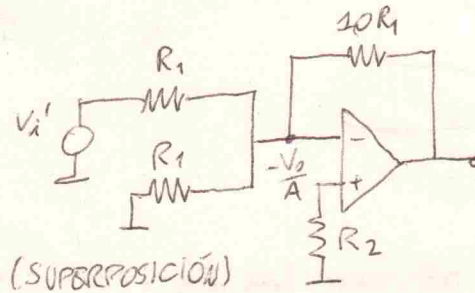 10R₁
R₁
Vi'
R₁
-
-Vo/A
+
R₂
(SUPERPOSICIÓN)